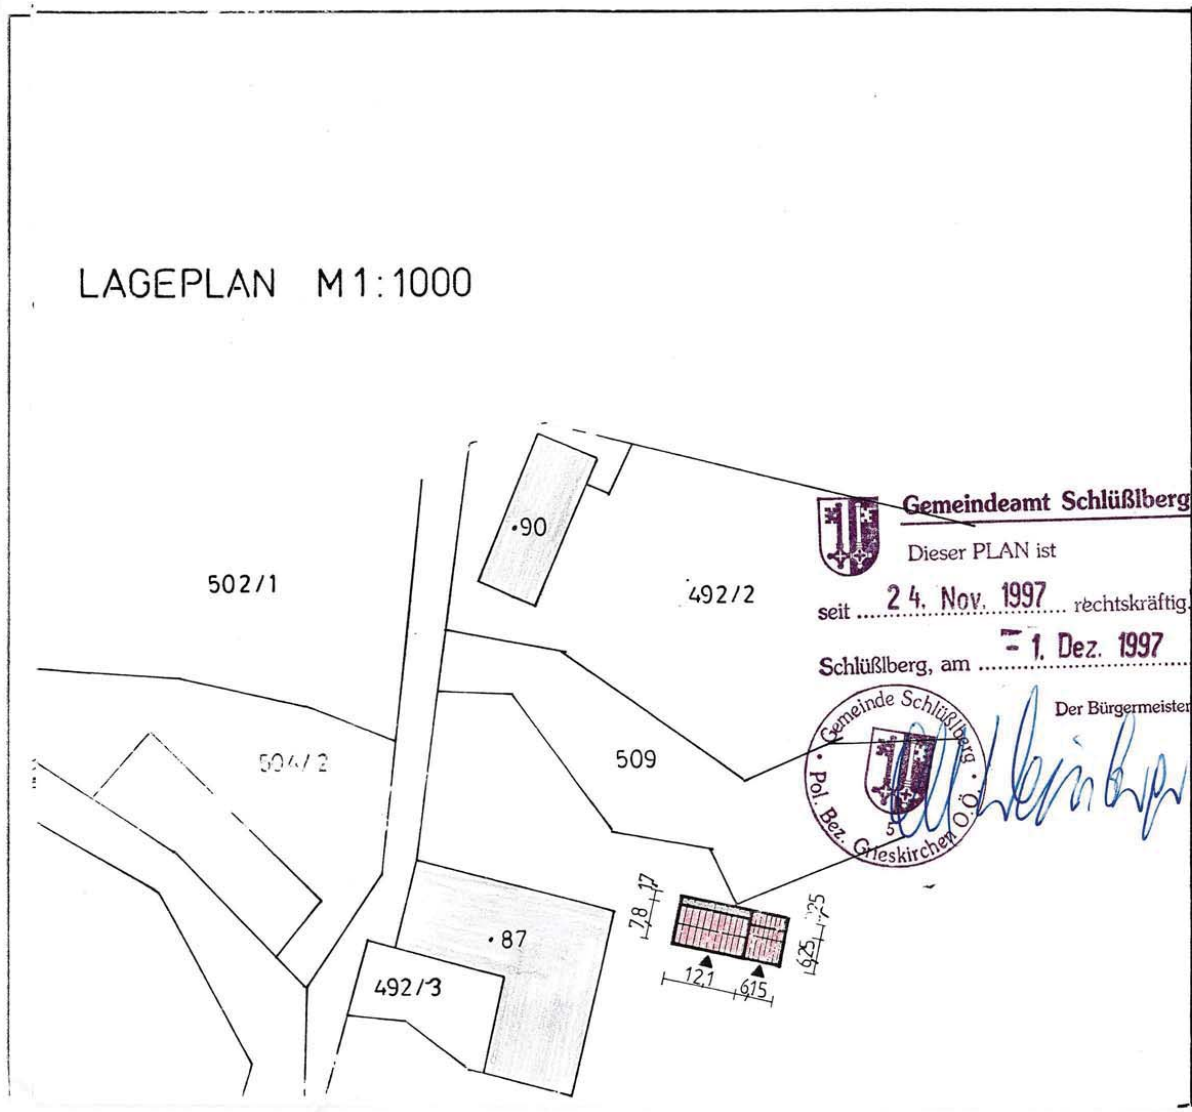 LAGEPLAN M 1:1000
.90
502/1
492/2
Gemeindeamt Schlüßlberg
Dieser PLAN ist
seit 24. Nov. 1997 rechtskräftig.
Schlüßlberg, am - 1. Dez. 1997
Der Bürgermeister
Gemeinde Schlüßlberg
Pol. Bez. Grieskirchen O.Ö.
5
504/2
509
.87
492/3
7,8
1,7
12,1
6,15
6,25